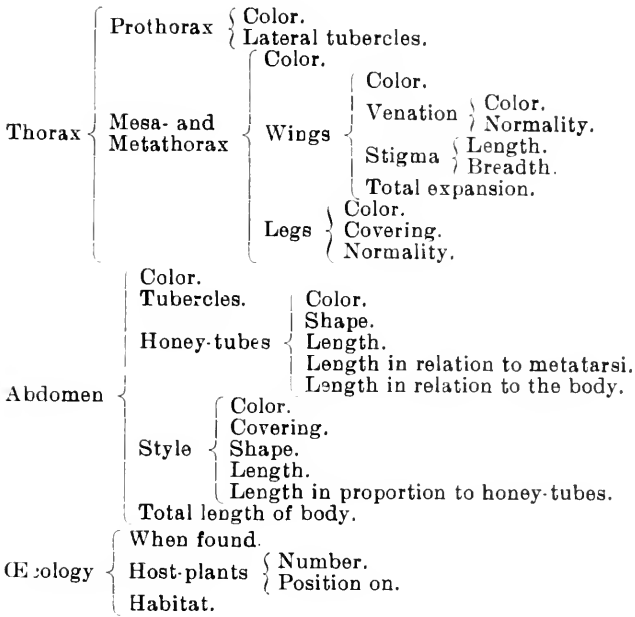 Prothorax Color.
Lateral tubercles.
Thorax Mesa- and Metathorax Color.
Wings Color.
Venation Color.
Normality.
Stigma Length.
Breadth.
Total expansion.
Legs Color.
Covering.
Normality.
Abdomen Color.
Tubercles.
Honey-tubes Color.
Shape.
Length.
Length in relation to metatarsi.
Length in relation to the body.
Style Color.
Covering.
Shape.
Length.
Length in proportion to honey-tubes.
Total length of body.
Œcology When found.
Host-plants Number.
Position on.
Habitat.